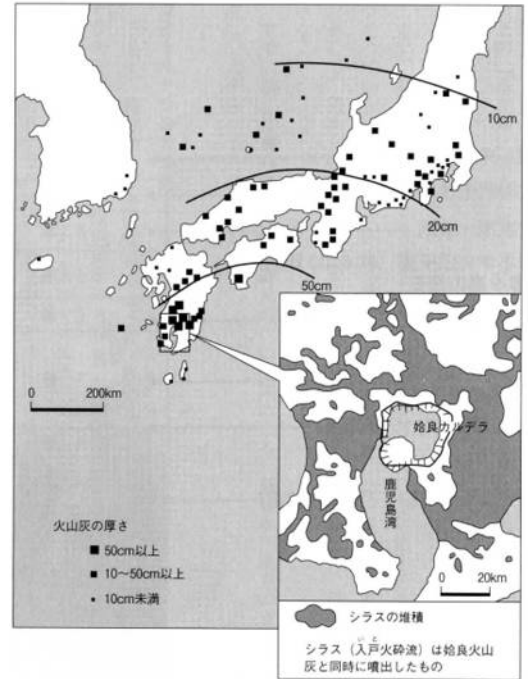 10cm
20cm
50cm
0 200km
火山灰の厚さ
50cm以上
10～50cm以上
10cm未満
姶良カルデラ
鹿児島湾
0 20km
シラスの堆積
いと
シラス（入戸火砕流）は姶良火山
灰と同時に噴出したもの